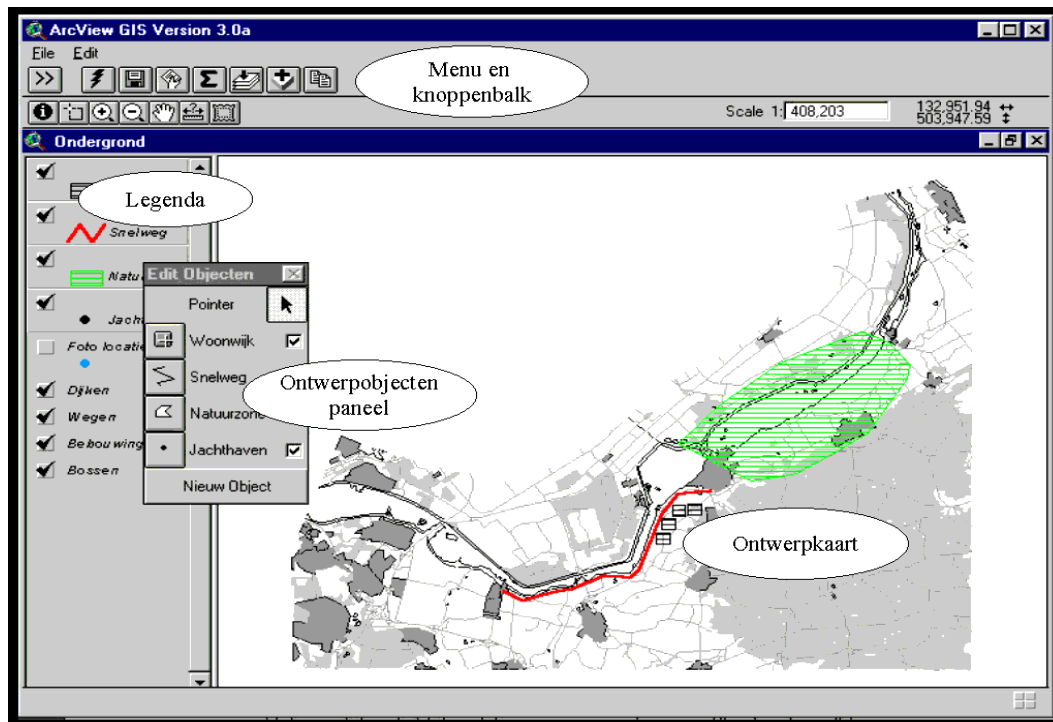 ArcView GIS Version 3.0a
File Edit
Menu en
knoppenbalk
Scale 1: 408,203
132,951.94
503,947.59
Ondergrond
Legenda
Snelweg
Edit Objecten
Pointer
Woonwijk
Snelweg
Natuurzone
Jachthaven
Nieuw Object
Foto locatie
Dijken
Wegen
Bebouwing
Bossen
Ontwerpobjecten
paneel
Ontwerpkaart